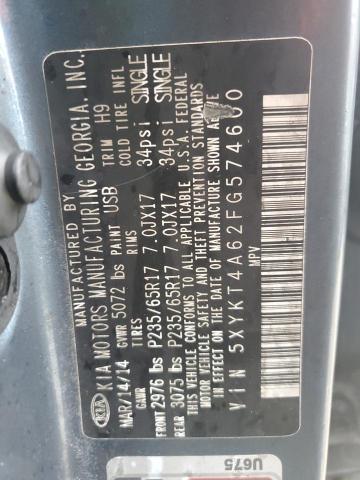 MANUFACTURED BY
KIA KIA MOTORS MANUFACTURING GEORGIA, INC.
MAR/14/14 PAINT USB TRIM H9
GVWR 5072 lbs
GAWR TIRES RIMS COLD TIRE INFL
FRONT 2976 lbs P235/65R17 7.0JX17 34psi SINGLE
REAR 3075 lbs P235/65R17 7.0JX17 34psi SINGLE
THIS VEHICLE CONFORMS TO ALL APPLICABLE U.S.A. FEDERAL
MOTOR VEHICLE SAFETY AND THEFT PREVENTION STANDARDS
IN EFFECT ON THE DATE OF MANUFACTURE SHOWN
VIN 5XYKT4A62FG574600
MPV
U675